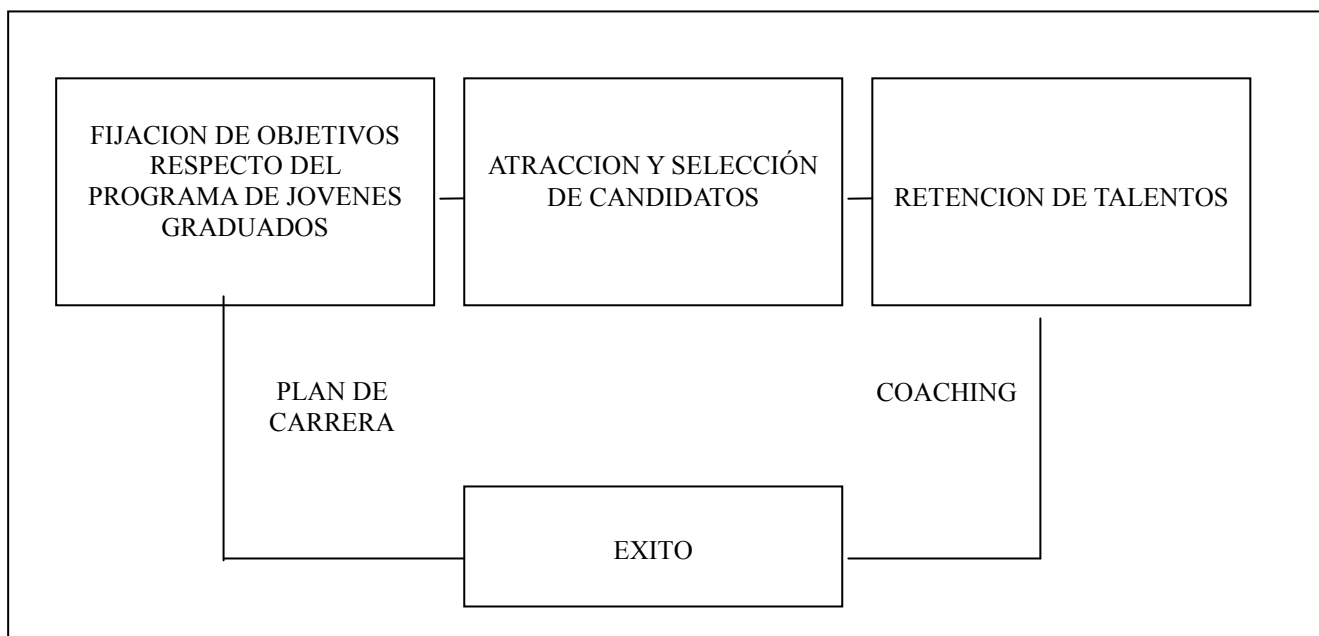 FIJACION DE OBJETIVOS
RESPECTO DEL
PROGRAMA DE JOVENES
GRADUADOS
ATRACCION Y SELECCIÓN
DE CANDIDATOS
RETENCION DE TALENTOS
PLAN DE
CARRERA
COACHING
EXITO